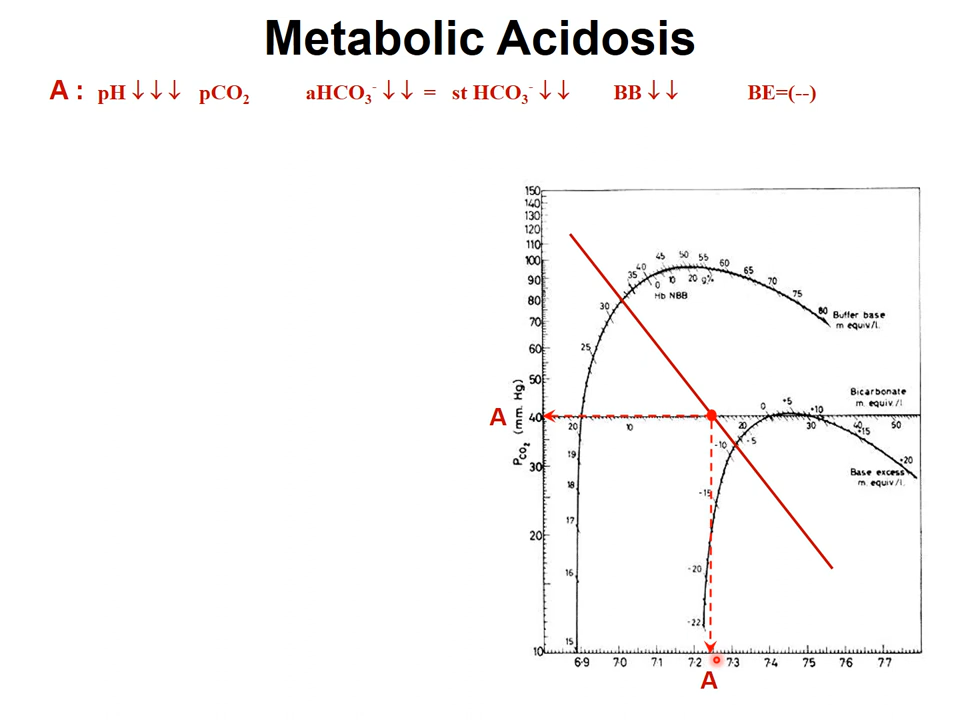 Metabolic Acidosis
A : pH ↓↓↓ pCO₂ aHCO₃⁻ ↓↓ = st HCO₃⁻ ↓↓ BB ↓↓ BE=(--)
150
140
130
120
110
100
90
80
70
60
50
40
30
20
10
P CO₂ (mm. Hg)
A
15
16
17
18
19
20
25
30
35
40
45
50
55
60
65
70
75
80
0 10 20 g%
Hb NBB
Buffer base
m equiv/l.
Bicarbonate
m. equiv./l
10 20 30 40 50
-22
-20
-15
-10
-5
0
+5
+10
+15
+20
Base excess
m. equiv/l.
6·9 7·0 7·1 7·2 7·3 7·4 7·5 7·6 7·7
A